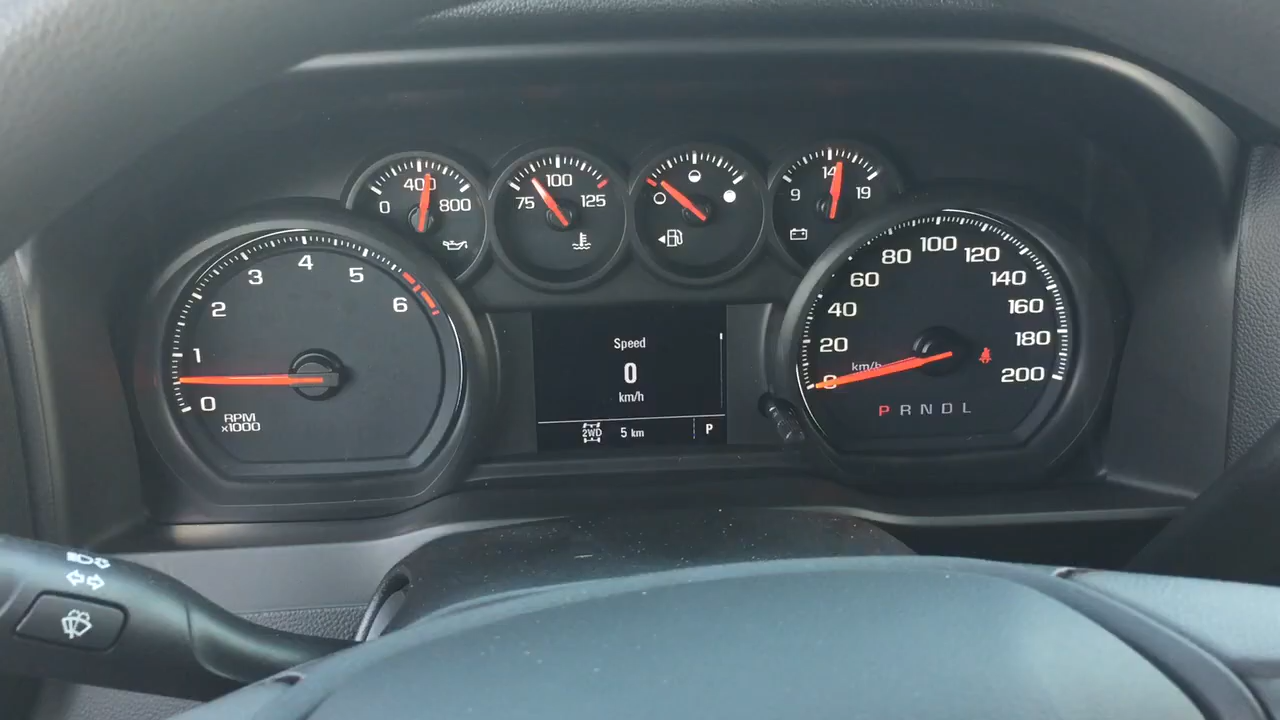 0 400 800
75 100 125
9 14 19
0 1 2 3 4 5 6
RPM
x1000
Speed
0
km/h
2WD 5 km P
0 20 40 60 80 100 120 140 160 180 200
km/h
P R N D L